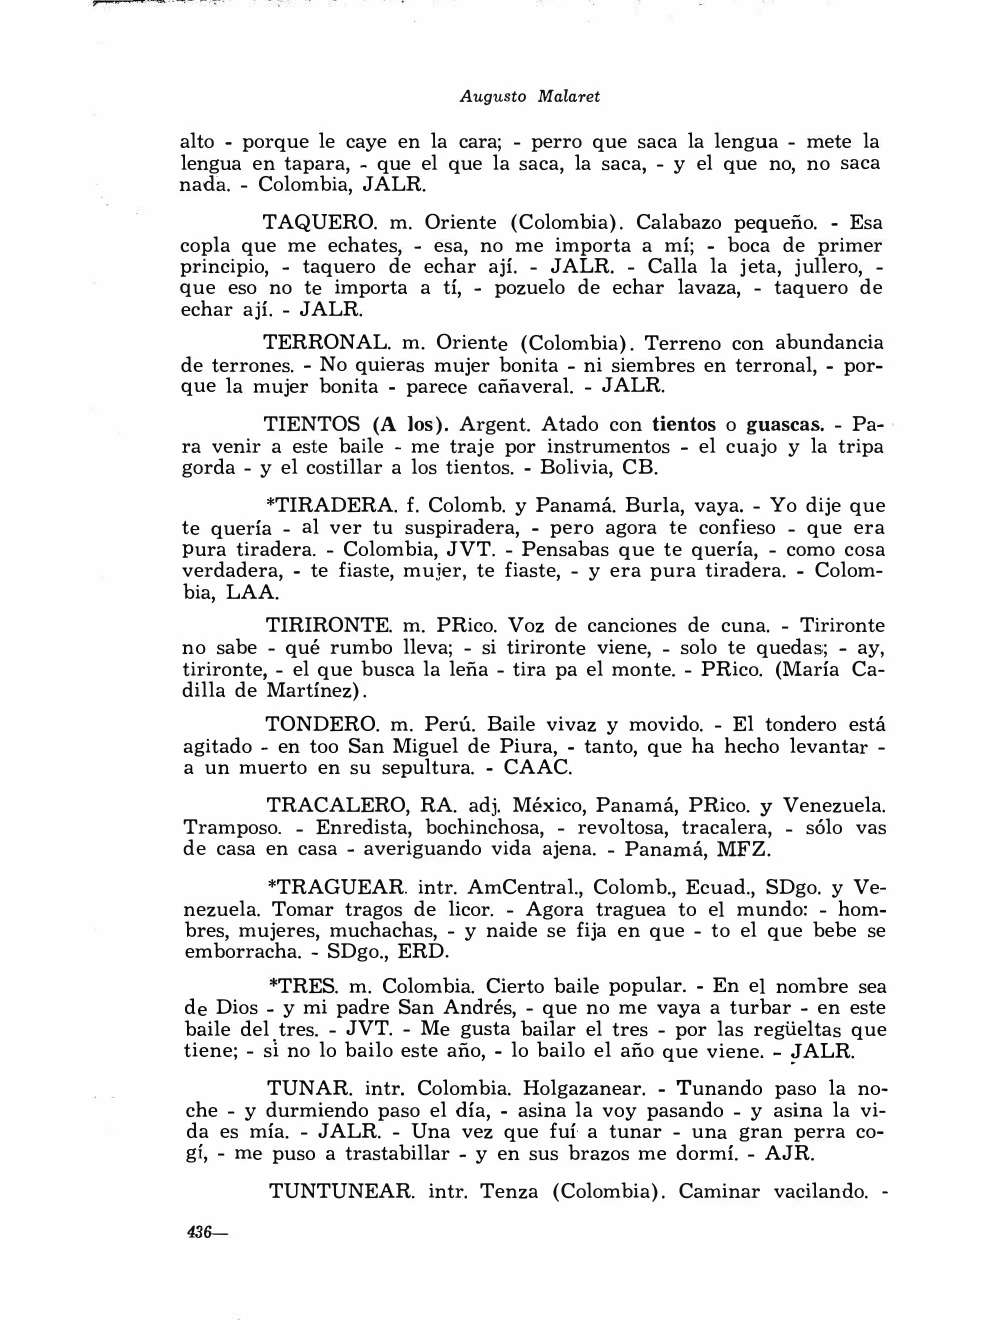 Augusto Malaret
alto - porque le caye en la cara; - perro que saca la lengua - mete la
lengua en tapara, - que el que la saca, la saca, - y el que no, no saca
nada. - Colombia, JALR.
TAQUERO. m. Oriente (Colombia). Calabazo pequeño. - Esa
copla que me echates, - esa, no me importa a mí; - boca de primer
principio, - taquero de echar ají. - JALR. - Calla la jeta, jullero, -
que eso no te importa a tí, - pozuelo de echar lavaza, - taquero de
echar ají. - JALR.
TERRONAL. m. Oriente (Colombia). Terreno con abundancia
de terrones. - No quieras mujer bonita - ni siembres en terronal, - por-
que la mujer bonita - parece cañaveral. - JALR.
TIENTOS (A los). Argent. Atado con tientos o guascas. - Pa-
ra venir a este baile - me traje por instrumentos - el cuajo y la tripa
gorda - y el costillar a los tientos. - Bolivia, CB.
*TIRADERA. f. Colomb. y Panamá. Burla, vaya. - Yo dije que
te quería - al ver tu suspiradera, - pero agora te confieso - que era
pura tiradera. - Colombia, JVT. - Pensabas que te quería, - como cosa
verdadera, - te fiaste, mujer, te fiaste, - y era pura tiradera. - Colom-
bia, LAA.
TIRIRONTE. m. PRico. Voz de canciones de cuna. - Tirironte
no sabe - qué rumbo lleva; - si tirironte viene, - solo te quedas; - ay,
tirironte, - el que busca la leña - tira pa el monte. - PRico. (María Ca-
dilla de Martínez).
TONDERO. m. Perú. Baile vivaz y movido. - El tondero está
agitado - en too San Miguel de Piura, - tanto, que ha hecho levantar -
a un muerto en su sepultura. - CAAC.
TRACALERO, RA. adj. México, Panamá, PRico. y Venezuela.
Tramposo. - Enredista, bochinchosa, - revoltosa, tracalera, - sólo vas
de casa en casa - averiguando vida ajena. - Panamá, MFZ.
*TRAGUEAR. intr. AmCentral., Colomb., Ecuad., SDgo. y Ve-
nezuela. Tomar tragos de licor. - Agora traguea to el mundo: - hom-
bres, mujeres, muchachas, - y naide se fija en que - to el que bebe se
emborracha. - SDgo., ERD.
*TRES. m. Colombia. Cierto baile popular. - En el nombre sea
de Dios - y mi padre San Andrés, - que no me vaya a turbar - en este
baile del tres. - JVT. - Me gusta bailar el tres - por las regüeltas que
tiene; - si no lo bailo este año, - lo bailo el año que viene. - JALR.
TUNAR. intr. Colombia. Holgazanear. - Tunando paso la no-
che - y durmiendo paso el día, - asina la voy pasando - y asina la vi-
da es mía. - JALR. - Una vez que fuí a tunar - una gran perra co-
gí, - me puso a trastabillar - y en sus brazos me dormí. - AJR.
TUNTUNEAR. intr. Tenza (Colombia). Caminar vacilando. -
436—